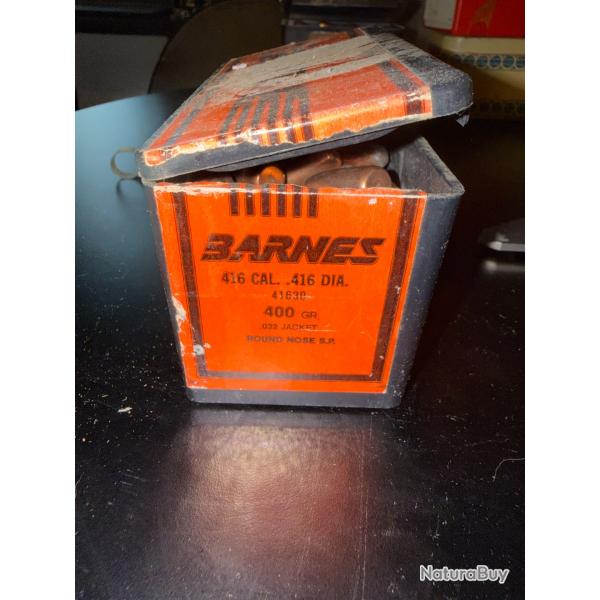 BARNES
416 CAL. .416 DIA.
41630
400 GR.
.032 JACKET
ROUND NOSE S.P.
NaturaBuy